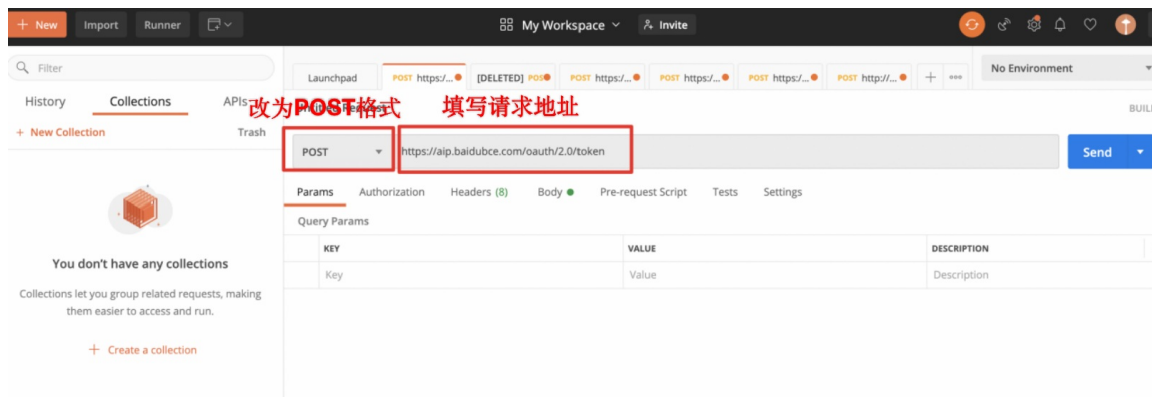 New Import Runner My Workspace Invite
Filter
Launchpad POST https:/... [DELETED] POS POST https:/... POST https:/... POST https:/... POST http://... No Environment
History Collections APIs
改为POST格式 填写请求地址
BUIL
+ New Collection Trash
POST https://aip.baidubce.com/oauth/2.0/token Send
Params Authorization Headers (8) Body Pre-request Script Tests Settings
Query Params
KEY VALUE DESCRIPTION
Key Value Description
You don't have any collections
Collections let you group related requests, making
them easier to access and run.
+ Create a collection